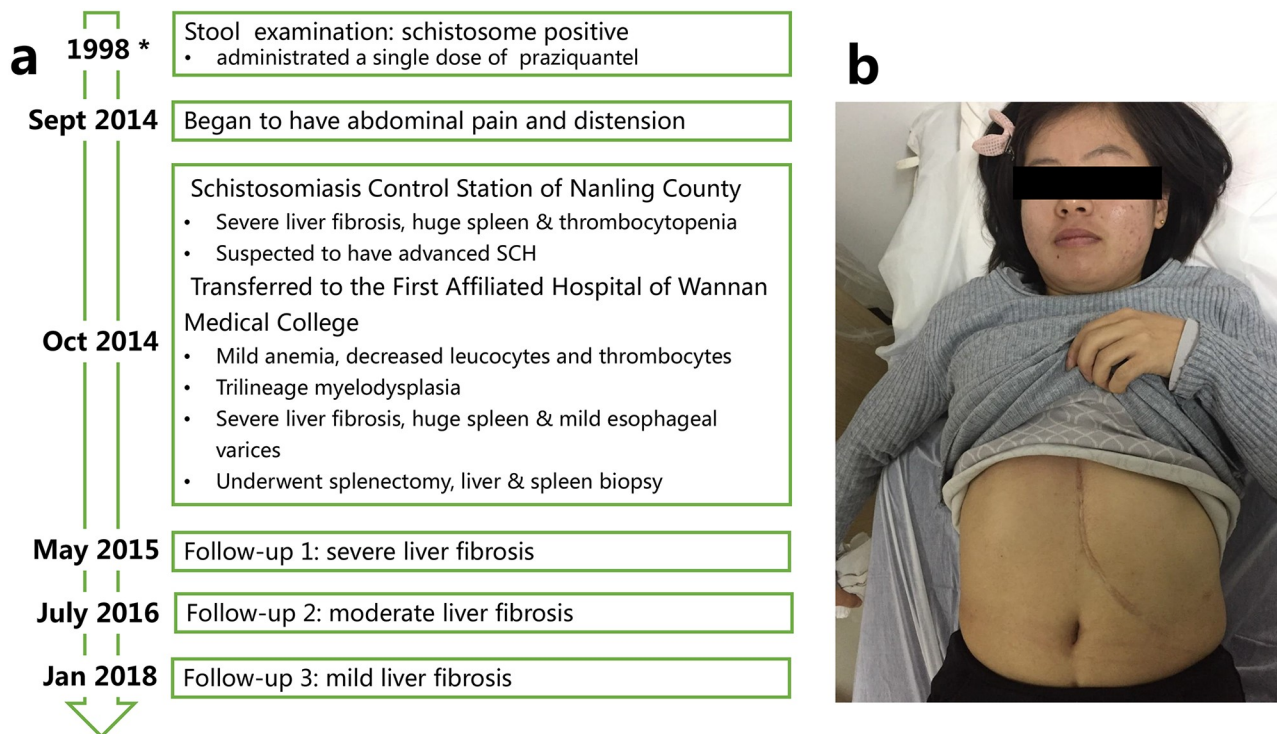 a
1998 *
Stool examination: schistosome positive
• administrated a single dose of praziquantel
Sept 2014
Began to have abdominal pain and distension
Oct 2014
Schistosomiasis Control Station of Nanling County
• Severe liver fibrosis, huge spleen & thrombocytopenia
• Suspected to have advanced SCH
Transferred to the First Affiliated Hospital of Wannan
Medical College
• Mild anemia, decreased leucocytes and thrombocytes
• Trilineage myelodysplasia
• Severe liver fibrosis, huge spleen & mild esophageal
varices
• Underwent splenectomy, liver & spleen biopsy
May 2015
Follow-up 1: severe liver fibrosis
July 2016
Follow-up 2: moderate liver fibrosis
Jan 2018
Follow-up 3: mild liver fibrosis
b